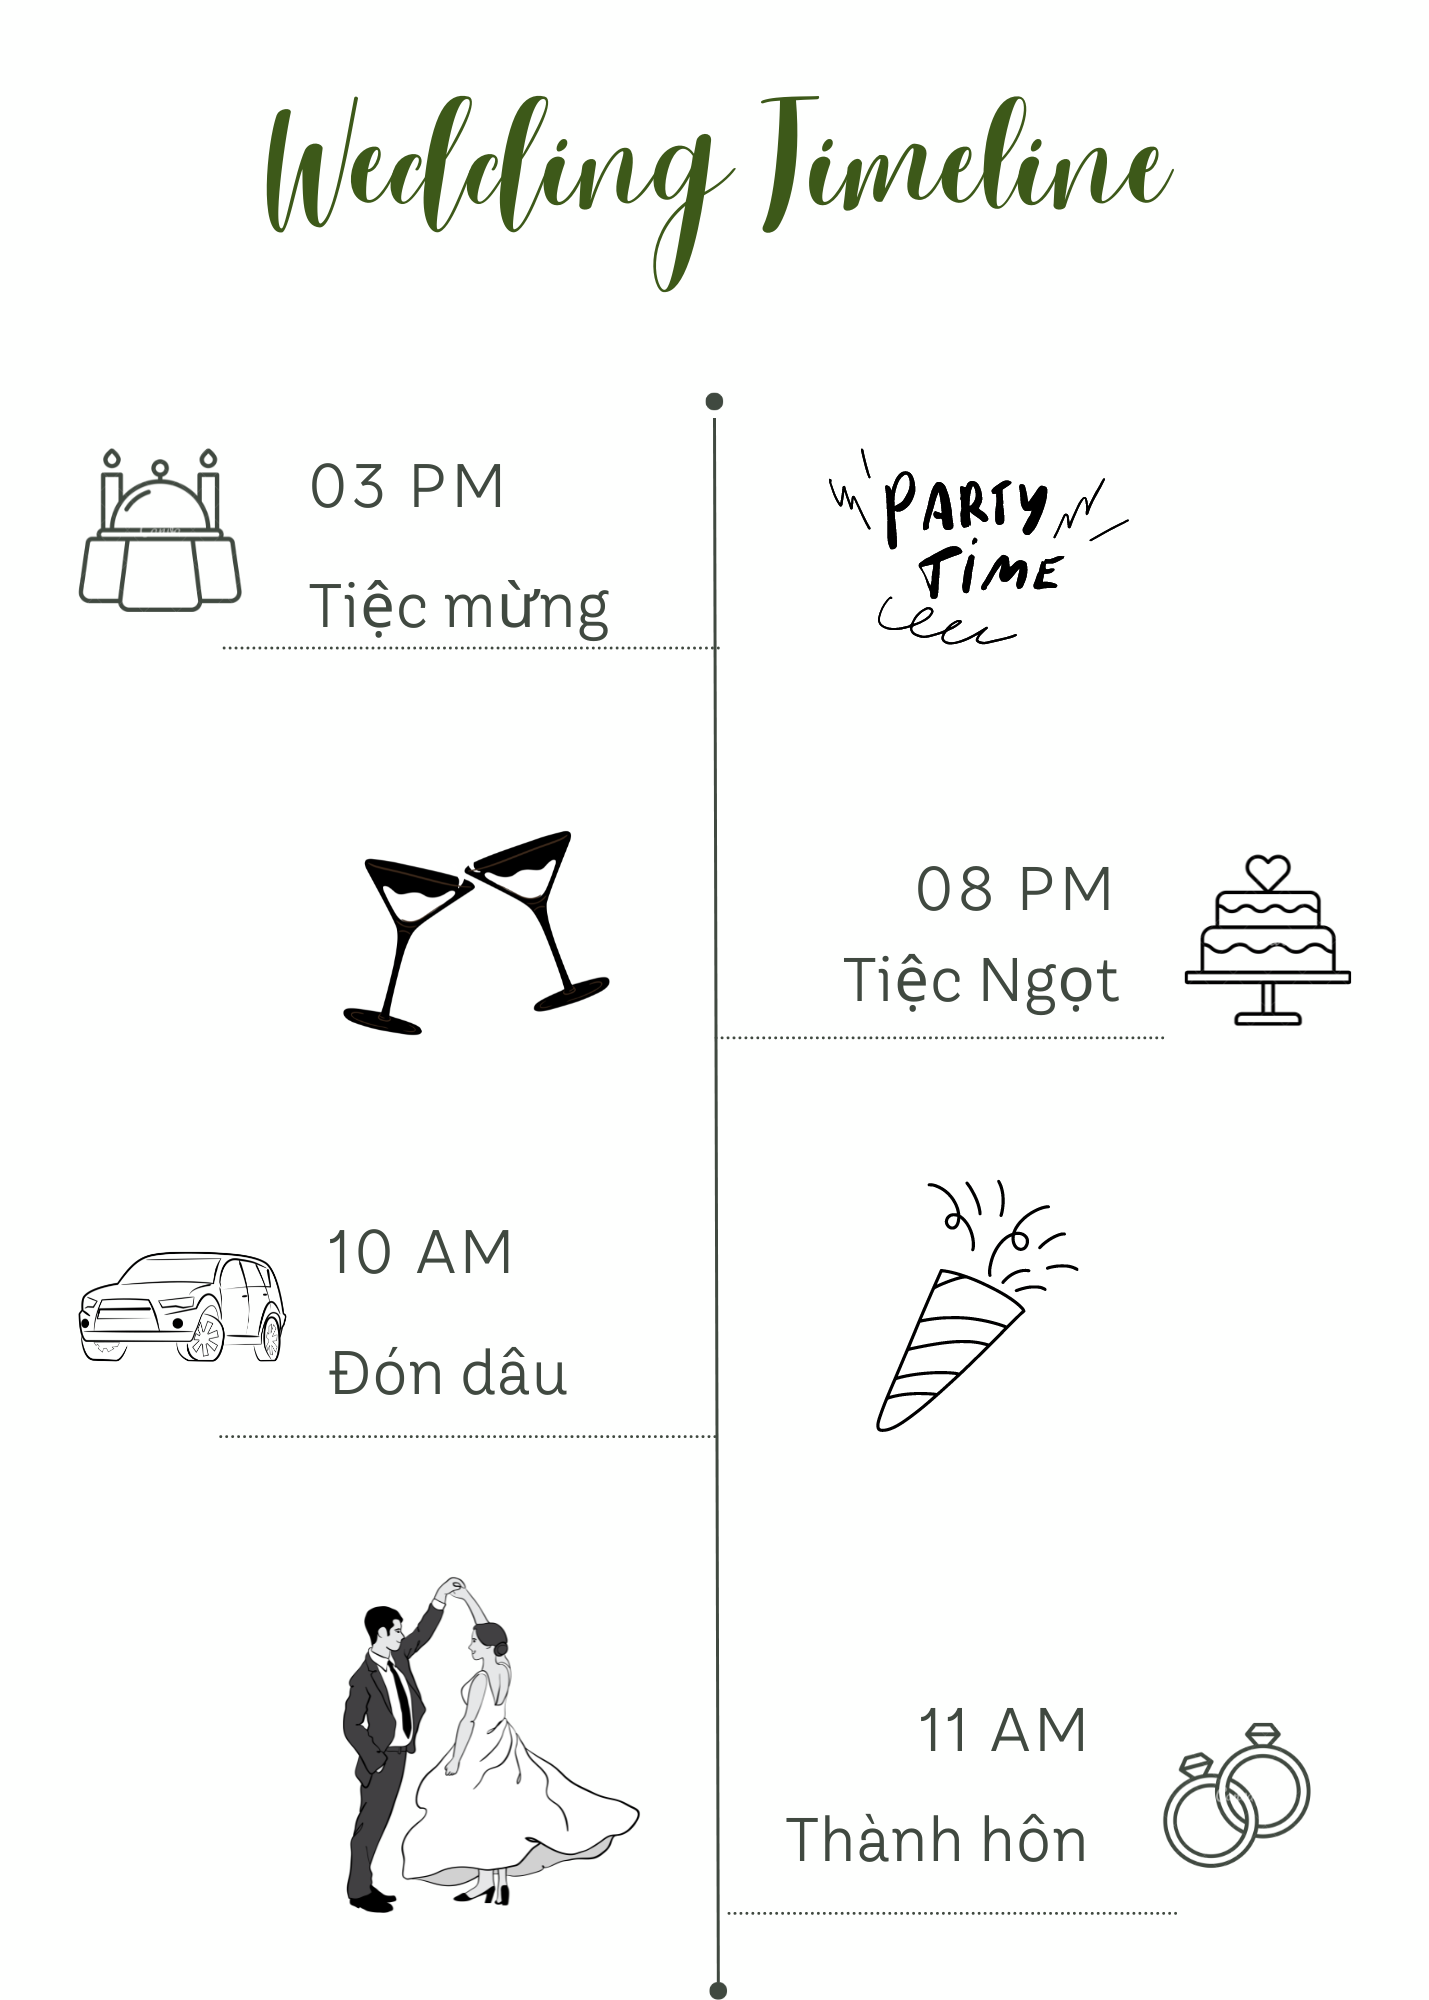 Wedding Timeline
03 PM
Tiệc mừng
PARTY
TIME
08 PM
Tiệc Ngọt
10 AM
Đón dâu
11 AM
Thành hôn